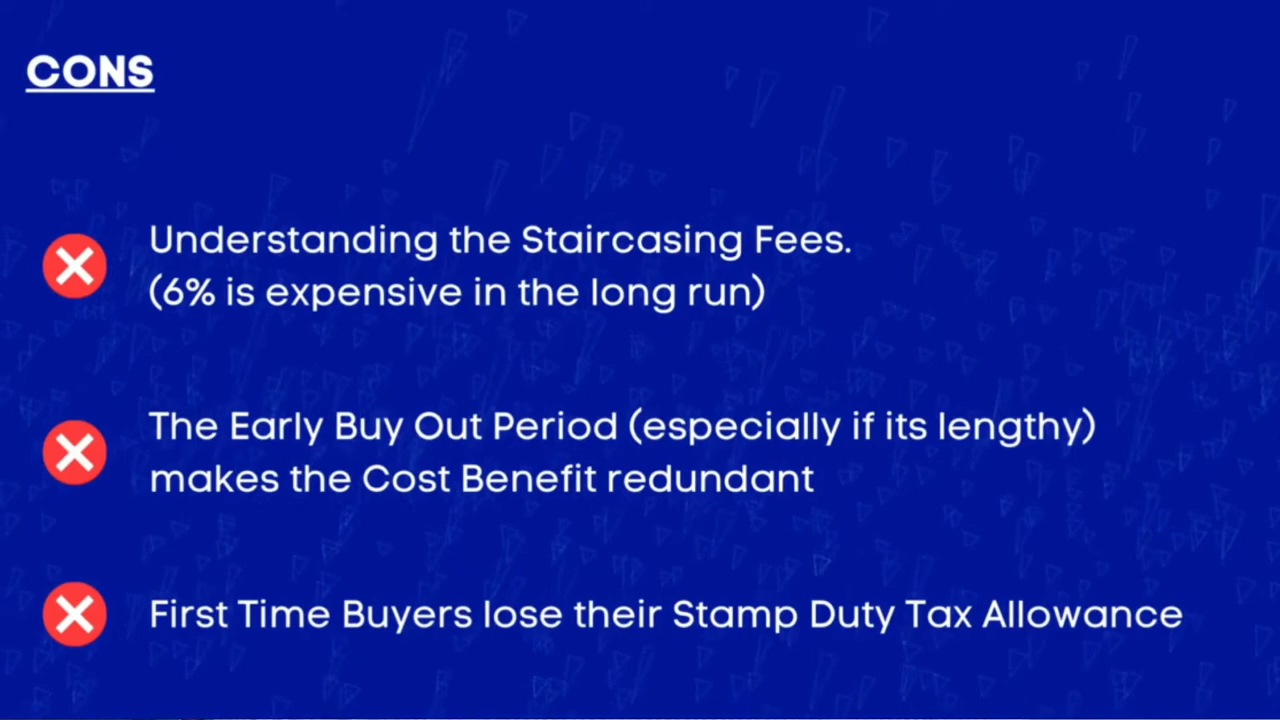 CONS
Understanding the Staircasing Fees.
(6% is expensive in the long run)
The Early Buy Out Period (especially if its lengthy)
makes the Cost Benefit redundant
First Time Buyers lose their Stamp Duty Tax Allowance